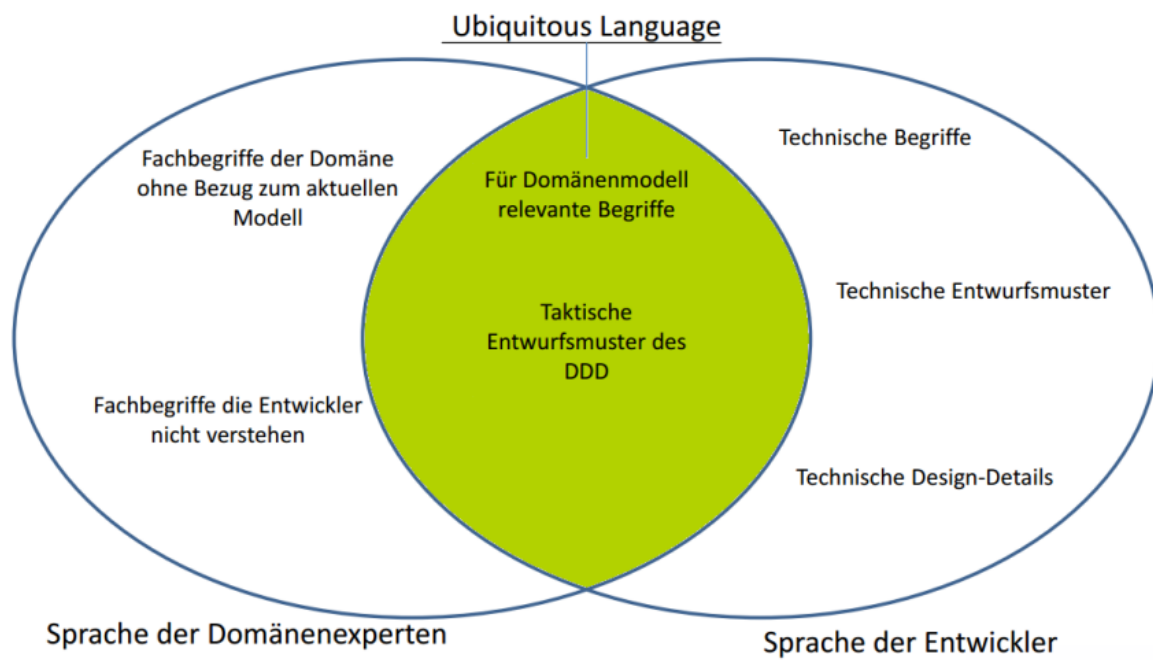 Ubiquitous Language
Fachbegriffe der Domäne
ohne Bezug zum aktuellen
Modell
Fachbegriffe die Entwickler
nicht verstehen
Für Domänenmodell
relevante Begriffe
Taktische
Entwurfsmuster des
DDD
Technische Begriffe
Technische Entwurfsmuster
Technische Design-Details
Sprache der Domänenexperten
Sprache der Entwickler